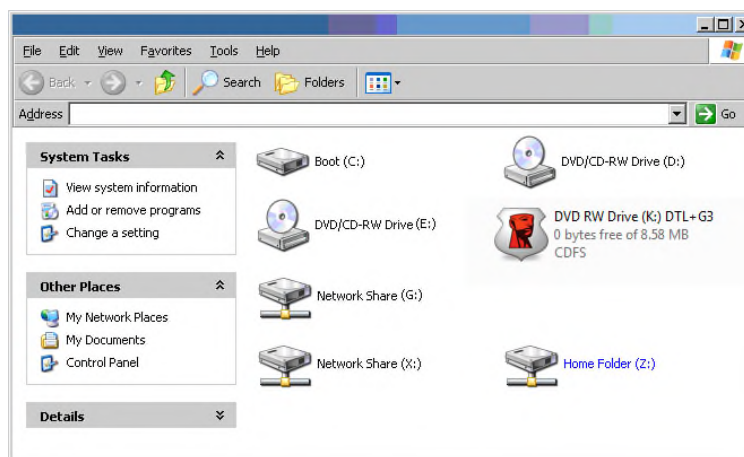 File Edit View Favorites Tools Help
Back Search Folders
Address Go
System Tasks
View system information
Add or remove programs
Change a setting
Other Places
My Network Places
My Documents
Control Panel
Details
Boot (C:)
DVD/CD-RW Drive (D:)
DVD/CD-RW Drive (E:)
DVD RW Drive (K:) DTL+G3
0 bytes free of 8.58 MB
CDFS
Network Share (G:)
Network Share (X:)
Home Folder (Z:)